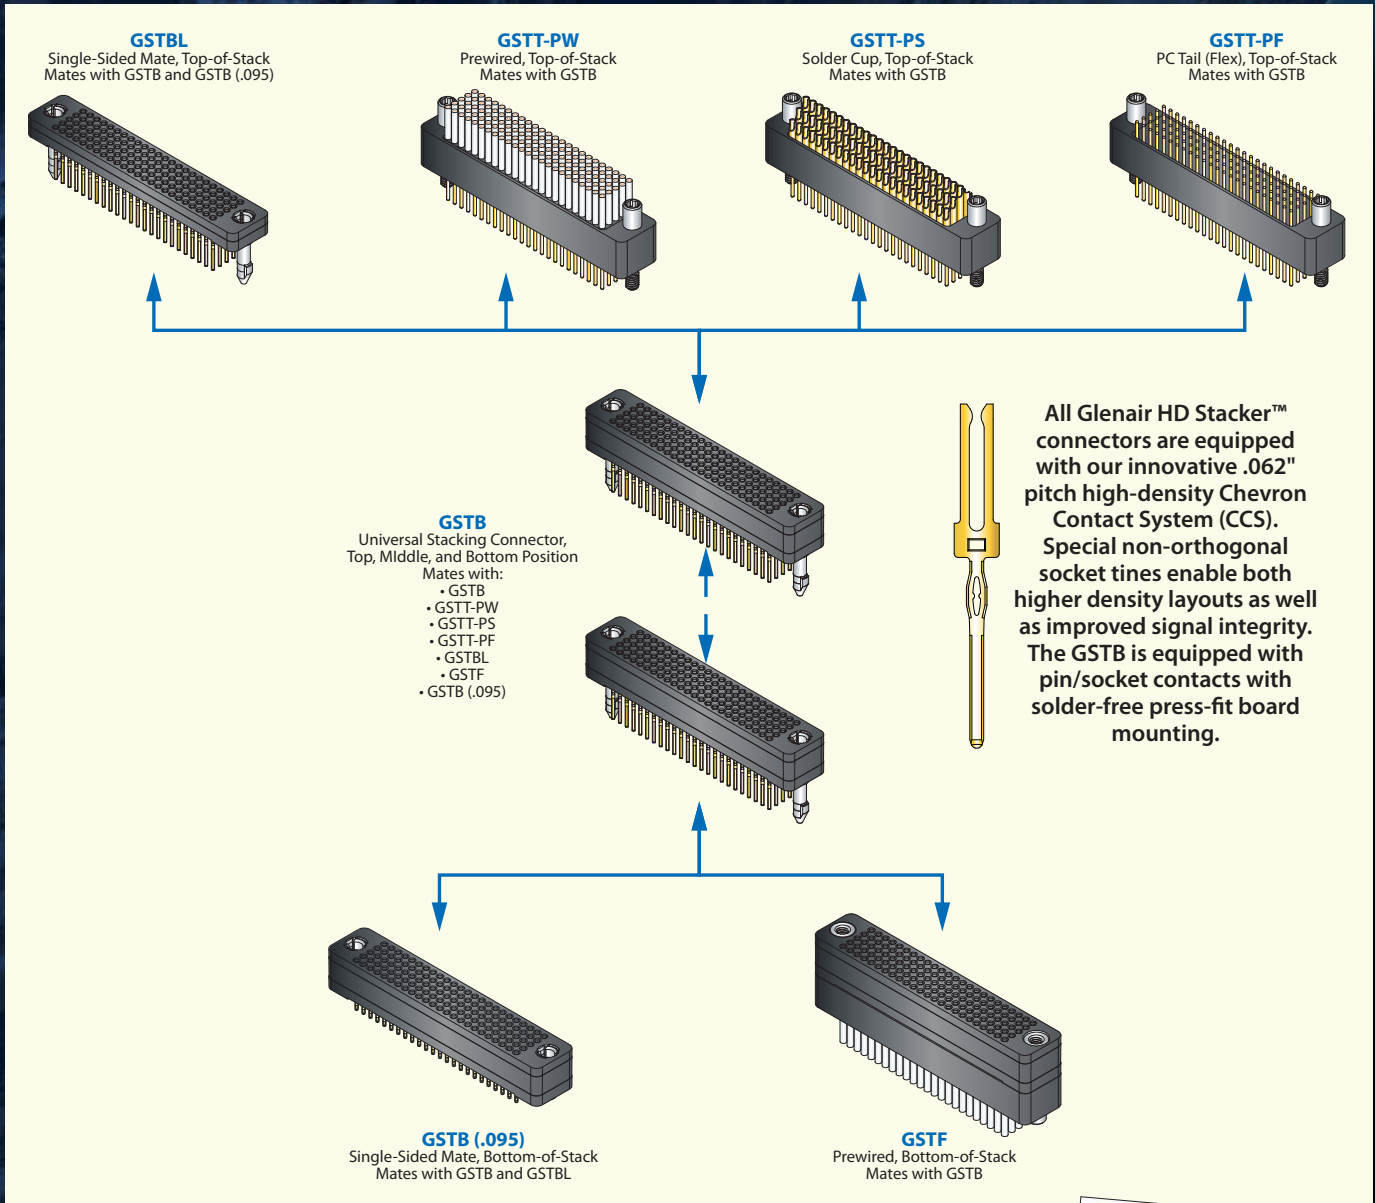 GSTBL
Single-Sided Mate, Top-of-Stack
Mates with GSTB and GSTB (.095)
GSTT-PW
Prewired, Top-of-Stack
Mates with GSTB
GSTT-PS
Solder Cup, Top-of-Stack
Mates with GSTB
GSTT-PF
PC Tail (Flex), Top-of-Stack
Mates with GSTB
GSTB
Universal Stacking Connector,
Top, MIddle, and Bottom Position
Mates with:
• GSTB
• GSTT-PW
• GSTT-PS
• GSTT-PF
• GSTBL
• GSTF
• GSTB (.095)
All Glenair HD Stacker™
connectors are equipped
with our innovative .062"
pitch high-density Chevron
Contact System (CCS).
Special non-orthogonal
socket tines enable both
higher density layouts as well
as improved signal integrity.
The GSTB is equipped with
pin/socket contacts with
solder-free press-fit board
mounting.
GSTB (.095)
Single-Sided Mate, Bottom-of-Stack
Mates with GSTB and GSTBL
GSTF
Prewired, Bottom-of-Stack
Mates with GSTB